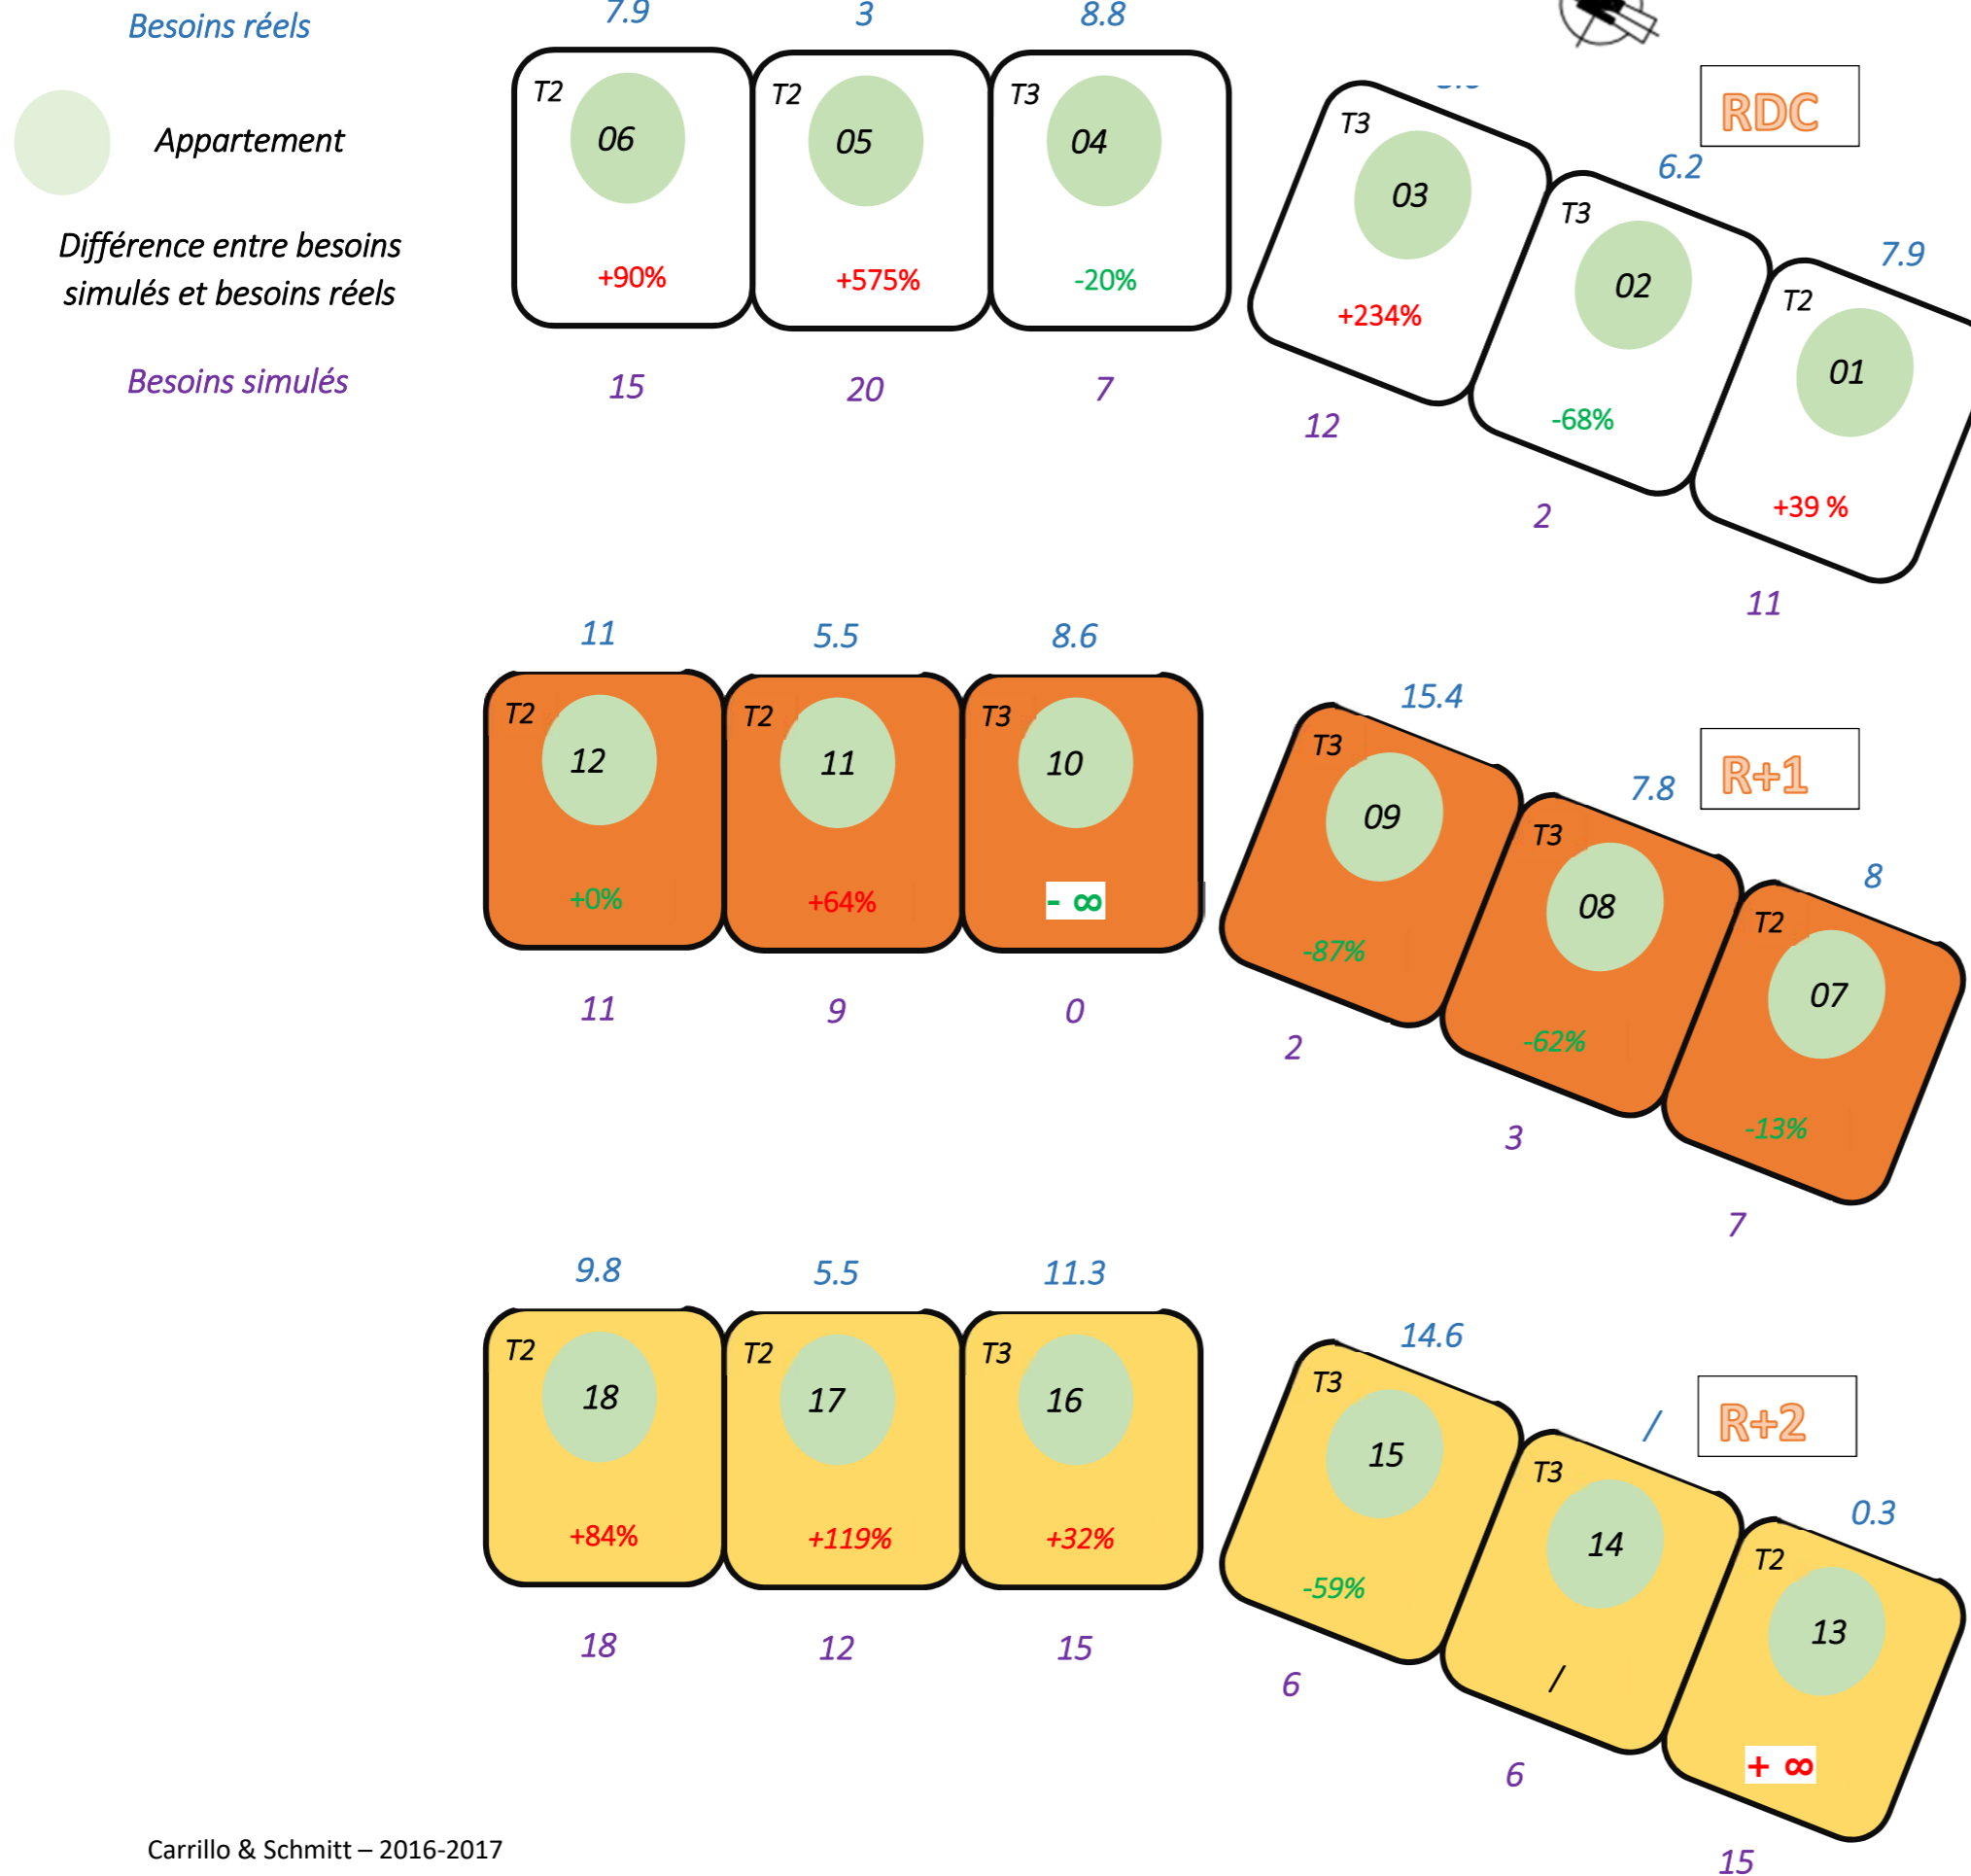 Besoins réels
7.9
3
8.8
RDC
T2
06
T2
05
T3
04
T3
03
6.2
T3
02
7.9
T2
01
Appartement
Différence entre besoins
simulés et besoins réels
+90%
+575%
-20%
+234%
-68%
+39 %
Besoins simulés
15
20
7
12
2
11
11
5.5
8.6
15.4
7.8
8
R+1
T2
12
T2
11
T3
10
T3
09
T3
08
T2
07
+0%
+64%
- ∞
-87%
-62%
-13%
11
9
0
2
3
7
9.8
5.5
11.3
14.6
/
0.3
R+2
T2
18
T2
17
T3
16
T3
15
T3
14
T2
13
+84%
+119%
+32%
-59%
/
+ ∞
18
12
15
6
6
15
Carrillo & Schmitt – 2016-2017